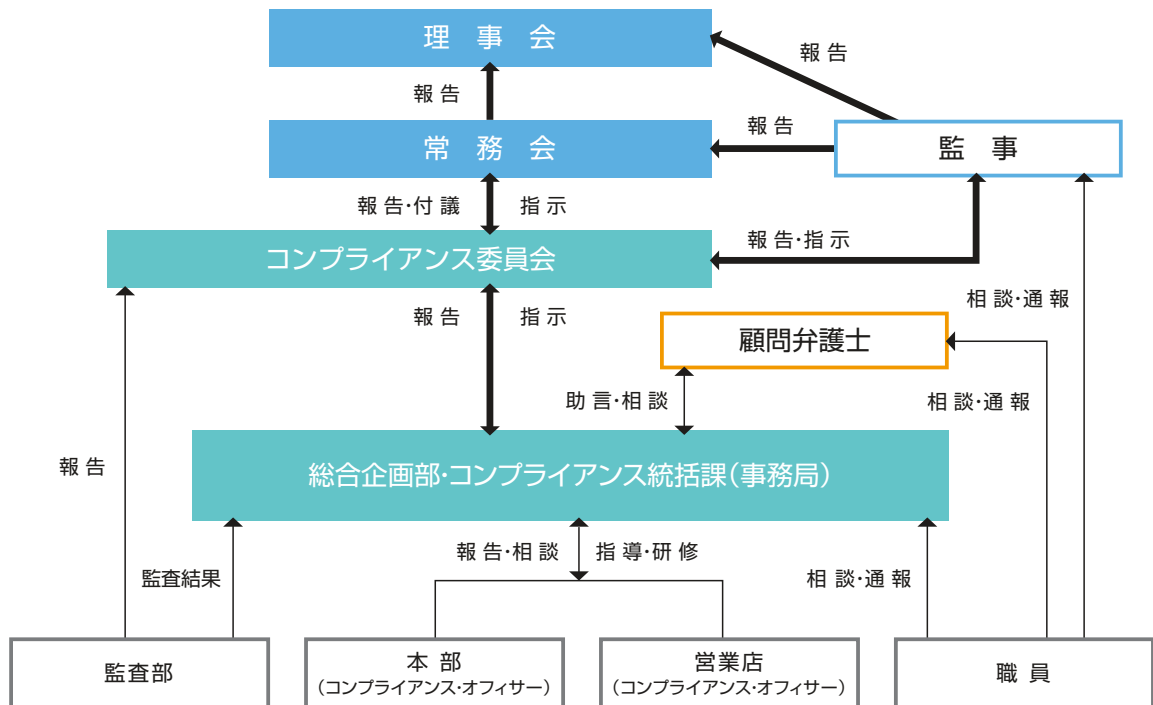 理事会
報告
報告
常務会
報告
監事
報告・付議
指示
コンプライアンス委員会
報告・指示
報告
指示
相談・通報
顧問弁護士
助言・相談
相談・通報
報告
総合企画部・コンプライアンス統括課（事務局）
報告・相談
指導・研修
監査結果
相談・通報
監査部
本部
（コンプライアンス・オフィサー）
営業店
（コンプライアンス・オフィサー）
職員